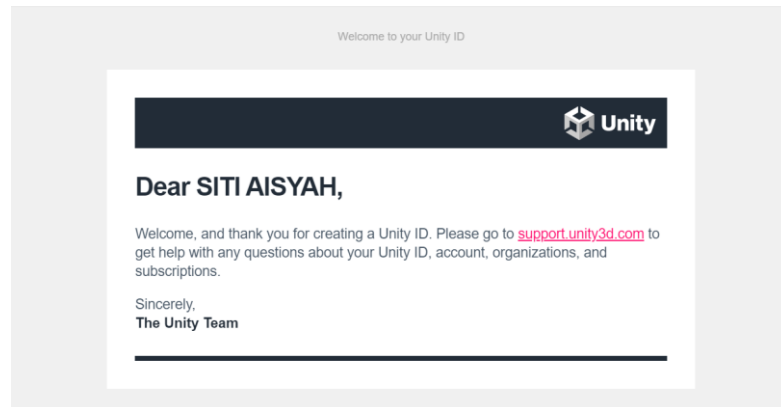 Welcome to your Unity ID
Unity
Dear SITI AISYAH,
Welcome, and thank you for creating a Unity ID. Please go to support.unity3d.com to
get help with any questions about your Unity ID, account, organizations, and
subscriptions.
Sincerely,
The Unity Team